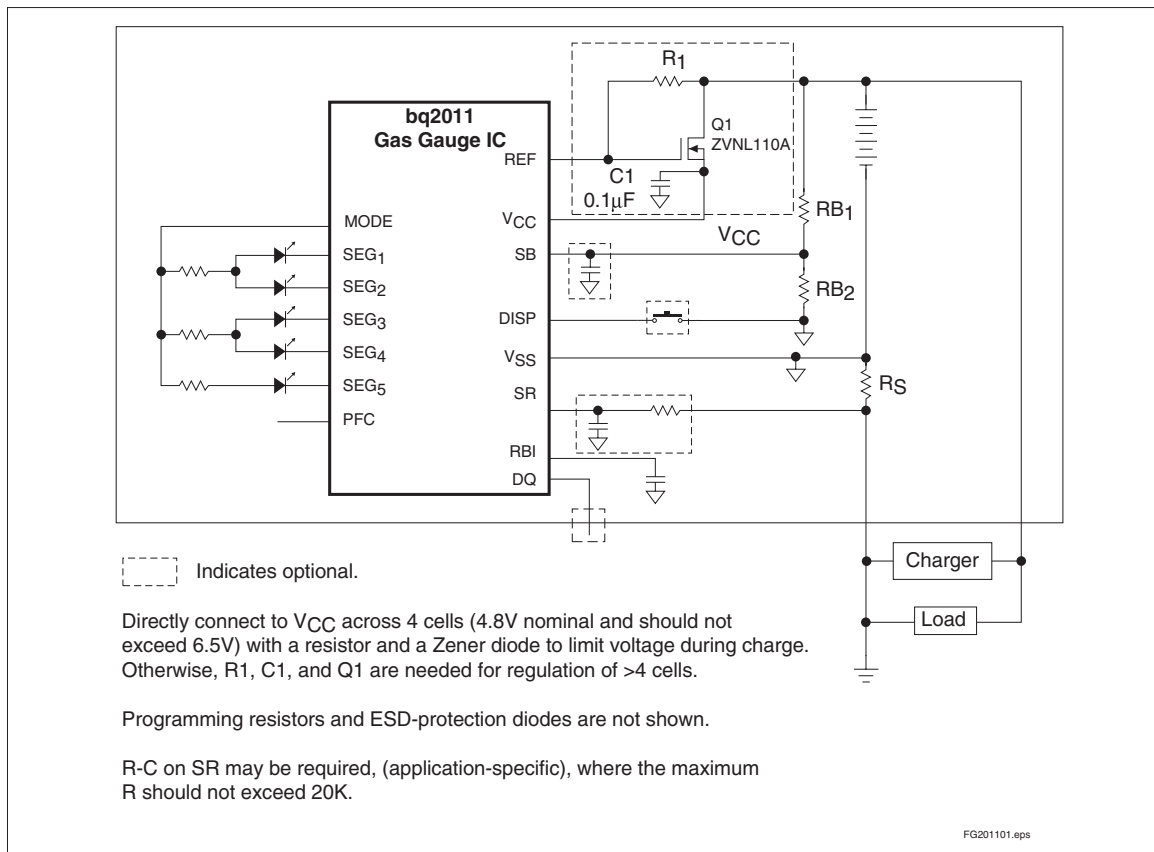 bq2011
Gas Gauge IC
REF
VCC
SB
DISP
VSS
SR
RBI
DQ
MODE
SEG1
SEG2
SEG3
SEG4
SEG5
PFC
R1
Q1
ZVNL110A
C1
0.1µF
VCC
RB1
RB2
RS
Charger
Load
Indicates optional.
Directly connect to VCC across 4 cells (4.8V nominal and should not
exceed 6.5V) with a resistor and a Zener diode to limit voltage during charge.
Otherwise, R1, C1, and Q1 are needed for regulation of >4 cells.
Programming resistors and ESD-protection diodes are not shown.
R-C on SR may be required, (application-specific), where the maximum
R should not exceed 20K.
FG201101.eps